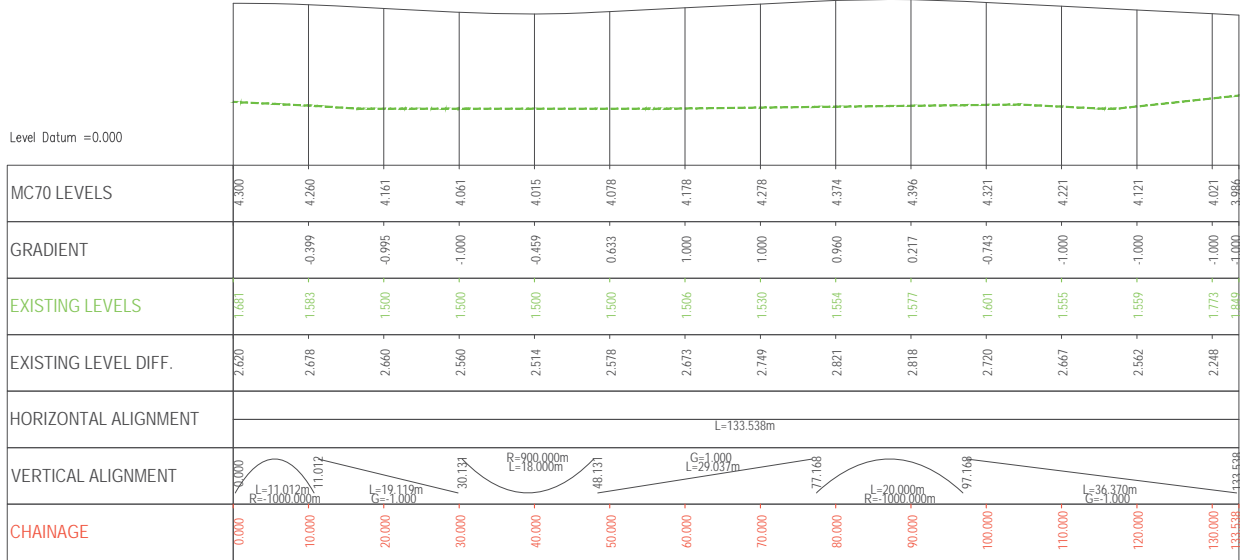 Level Datum =0.000
MC70 LEVELS 4.300 4.260 4.161 4.061 4.015 4.078 4.178 4.278 4.374 4.396 4.321 4.221 4.121 4.021 3.986
GRADIENT -0.399 -0.995 -1.000 -0.459 0.633 1.000 1.000 0.960 0.217 -0.743 -1.000 -1.000 -1.000 -1.000
EXISTING LEVELS 1.681 1.583 1.500 1.500 1.500 1.500 1.506 1.530 1.554 1.577 1.601 1.555 1.559 1.773 1.849
EXISTING LEVEL DIFF. 2.620 2.678 2.660 2.560 2.514 2.578 2.673 2.749 2.821 2.818 2.720 2.667 2.562 2.248
HORIZONTAL ALIGNMENT L=133.538m
VERTICAL ALIGNMENT 0.000 L=11.012m R=-1000.000m 11.012 L=19.119m G=-1.000 30.131 R=900.000m L=18.000m 48.131 G=1.000 L=29.037m 77.168 L=20.000m R=-1000.000m 97.168 L=36.370m G=-1.000 133.538
CHAINAGE 0.000 10.000 20.000 30.000 40.000 50.000 60.000 70.000 80.000 90.000 100.000 110.000 120.000 130.000 133.538